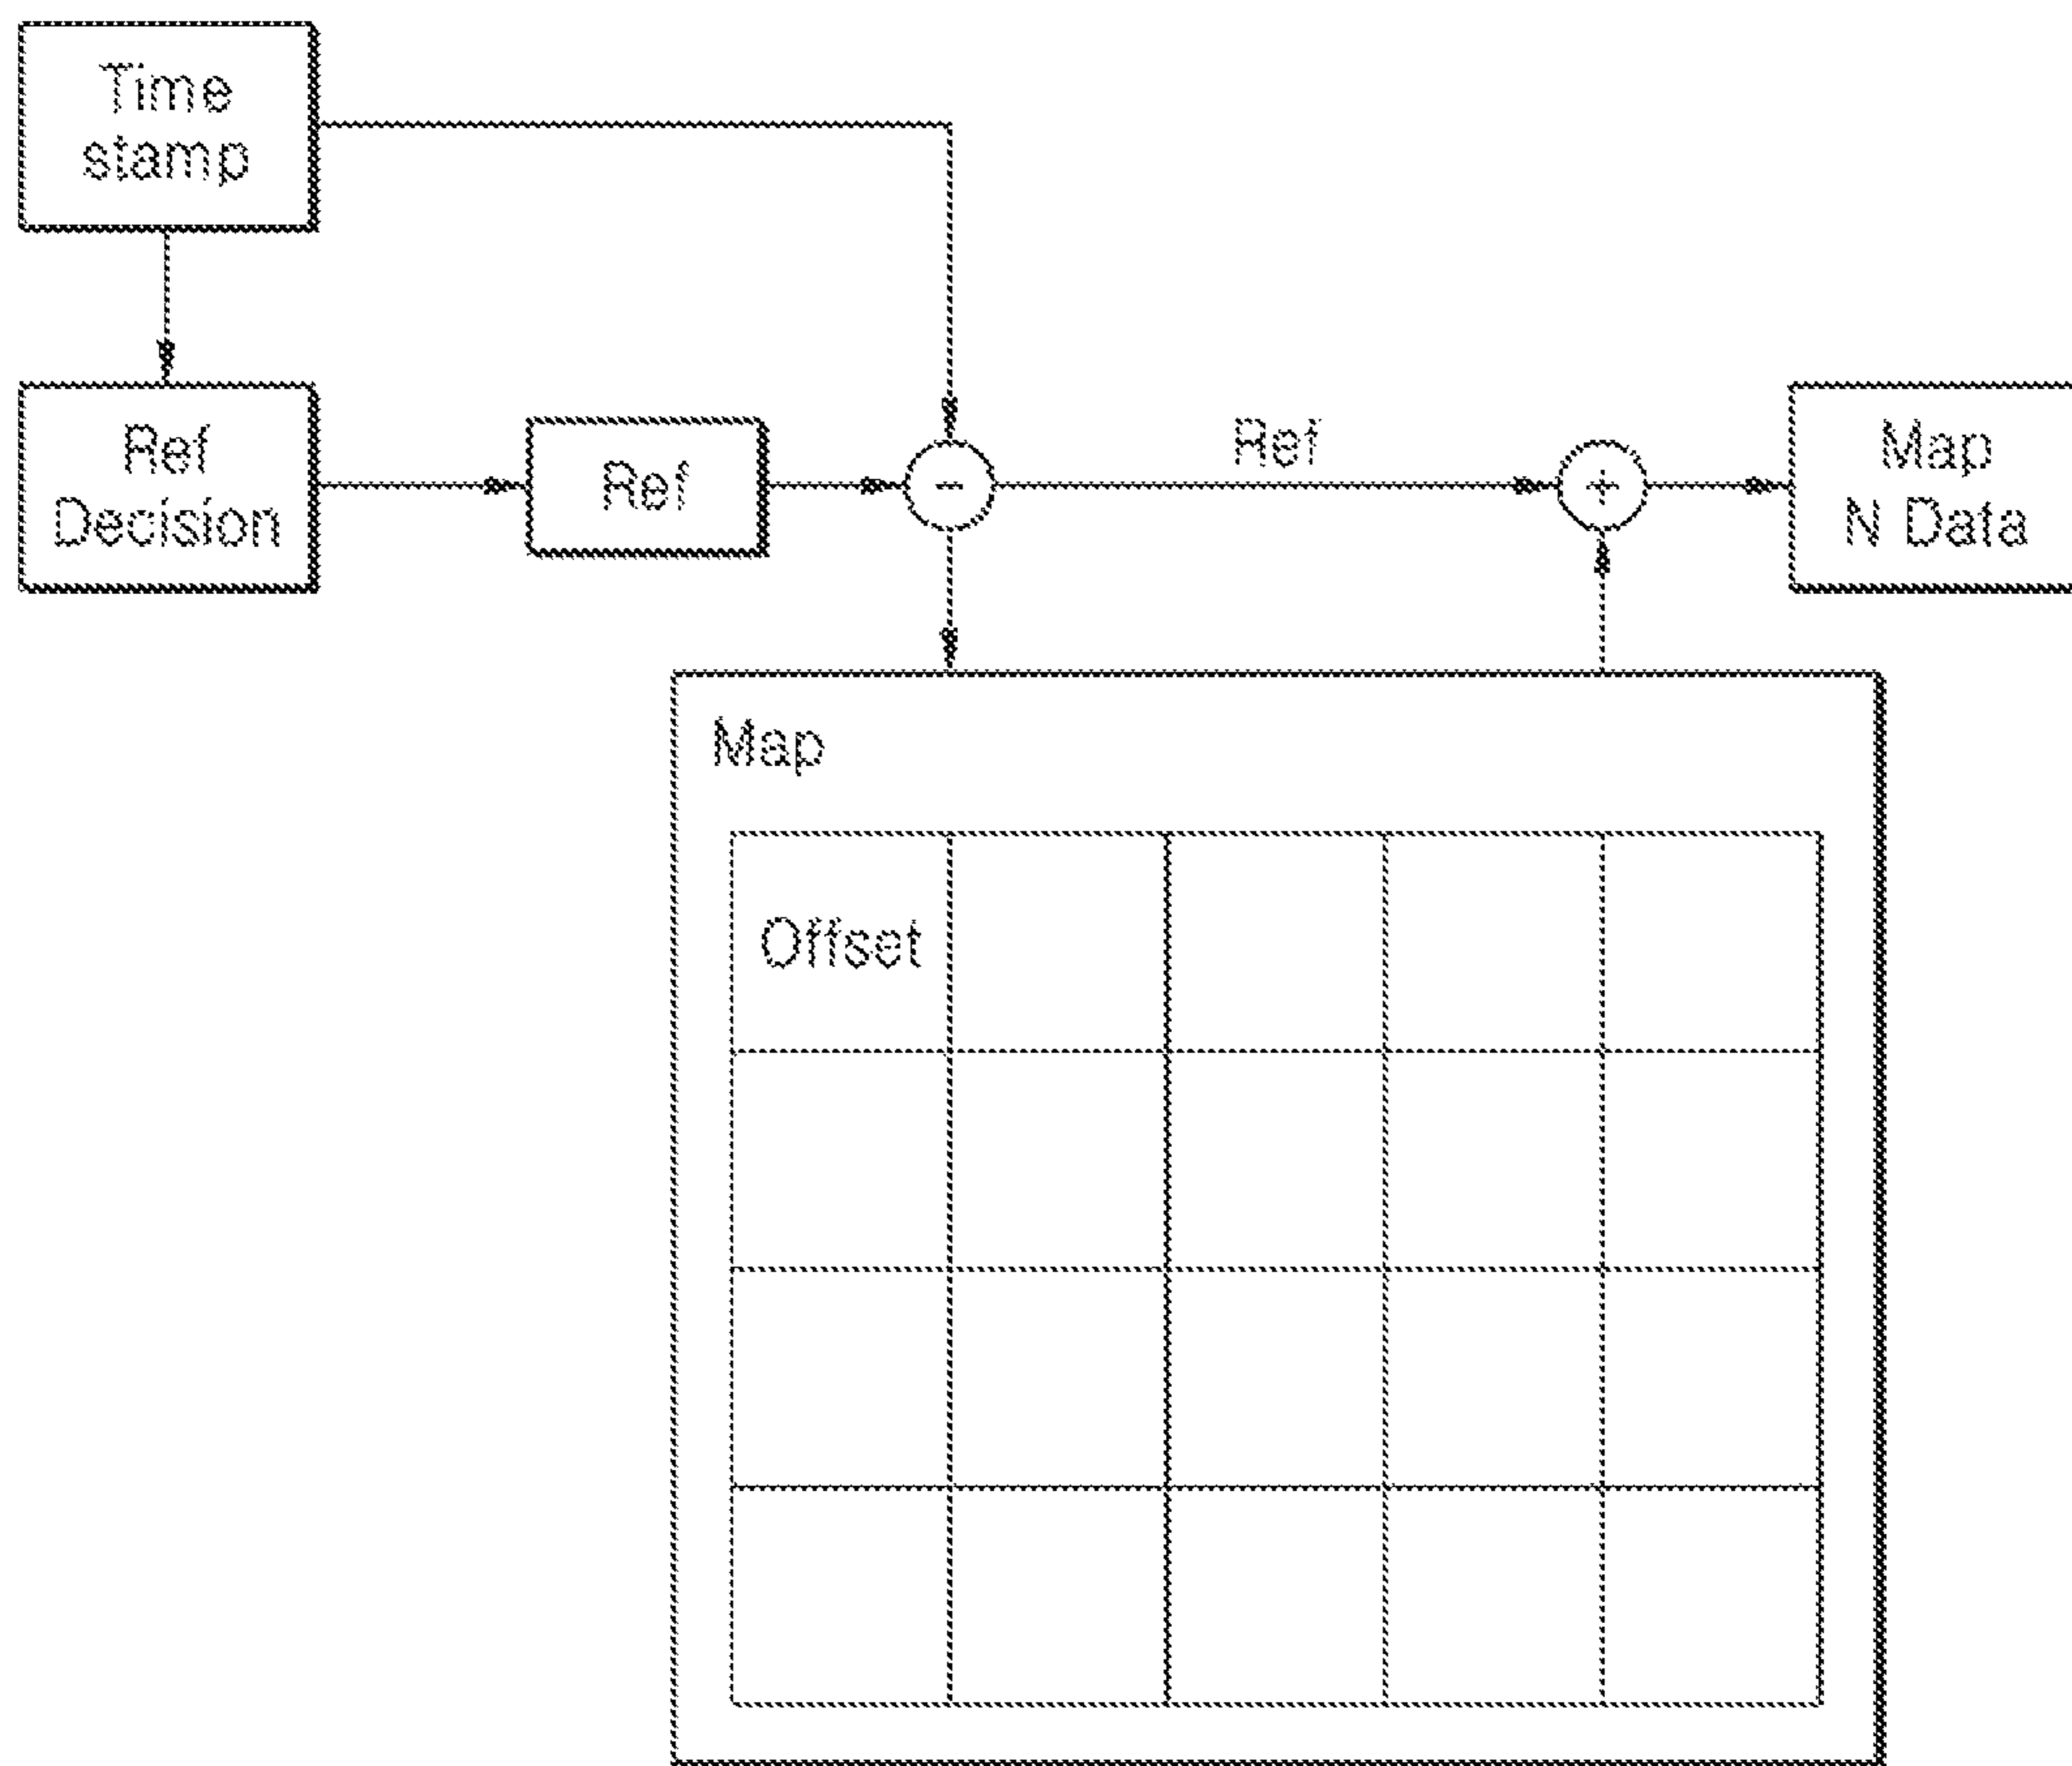 Time
stamp
Ref
Decision
Ref
-
Ref
+
Map
N Data
Map
Offset